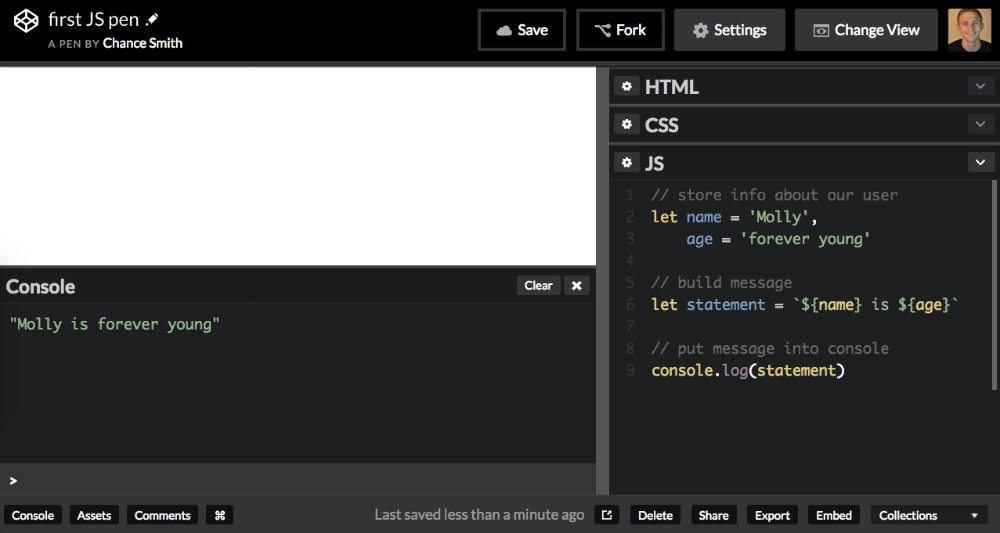 first JS pen
A PEN BY Chance Smith
Save
Fork
Settings
Change View
HTML
CSS
JS
1 // store info about our user
2 let name = 'Molly',
3     age = 'forever young'
4
5 // build message
6 let statement = `${name} is ${age}`
7
8 // put message into console
9 console.log(statement)
Console
Clear
"Molly is forever young"
>
Console
Assets
Comments
⌘
Last saved less than a minute ago
Delete
Share
Export
Embed
Collections